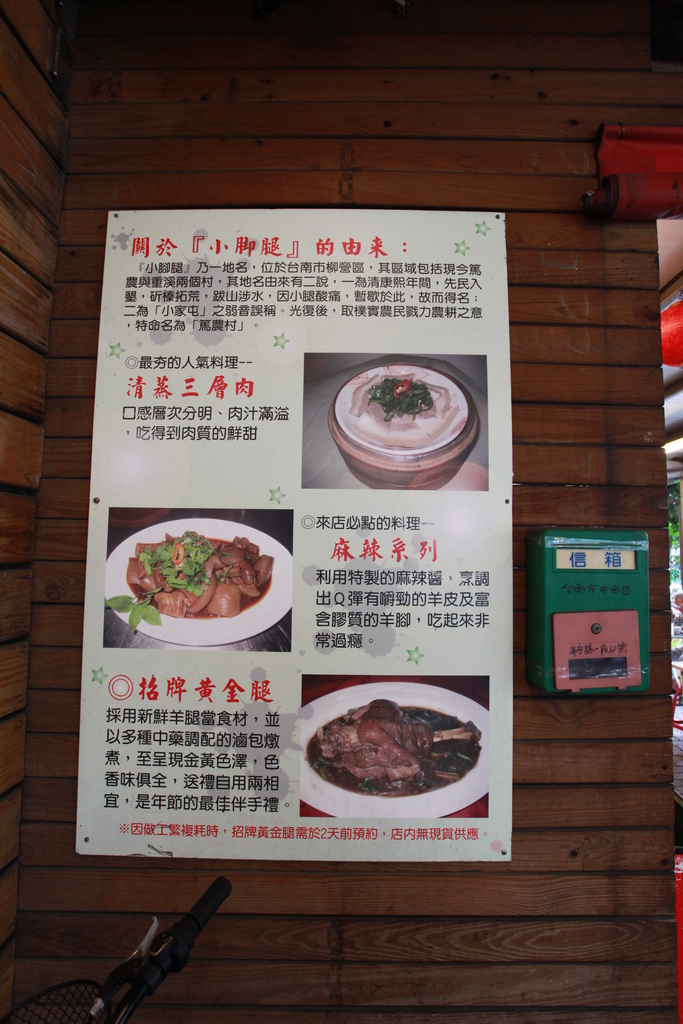 關於『小腳腿』的由來：
『小腳腿』乃一地名，位於台南市柳營區，其區域包括現今篤
農與重溪兩個村，其地名由來有二說，一為清康熙年間，先民入
墾，斫榛拓荒，跋山涉水，因小腿酸痛，暫歇於此，故而得名；
二為「小家屯」之弱音誤稱。光復後，取樸實農民戮力農耕之意
，特命名為「篤農村」。
◎最夯的人氣料理--
清蒸三層肉
口感層次分明、肉汁滿溢
，吃得到肉質的鮮甜
◎來店必點的料理--
麻辣系列
利用特製的麻辣醬，烹調
出Q彈有嚼勁的羊皮及富
含膠質的羊腳，吃起來非
常過癮。
◎招牌黃金腿
採用新鮮羊腿當食材，並
以多種中藥調配的滷包燉
煮，至呈現金黃色澤，色
香味俱全，送禮自用兩相
宜，是年節的最佳伴手禮。
※因做工繁複耗時，招牌黃金腿需於2天前預約，店內無現貨供應。
信箱
台南市中西區